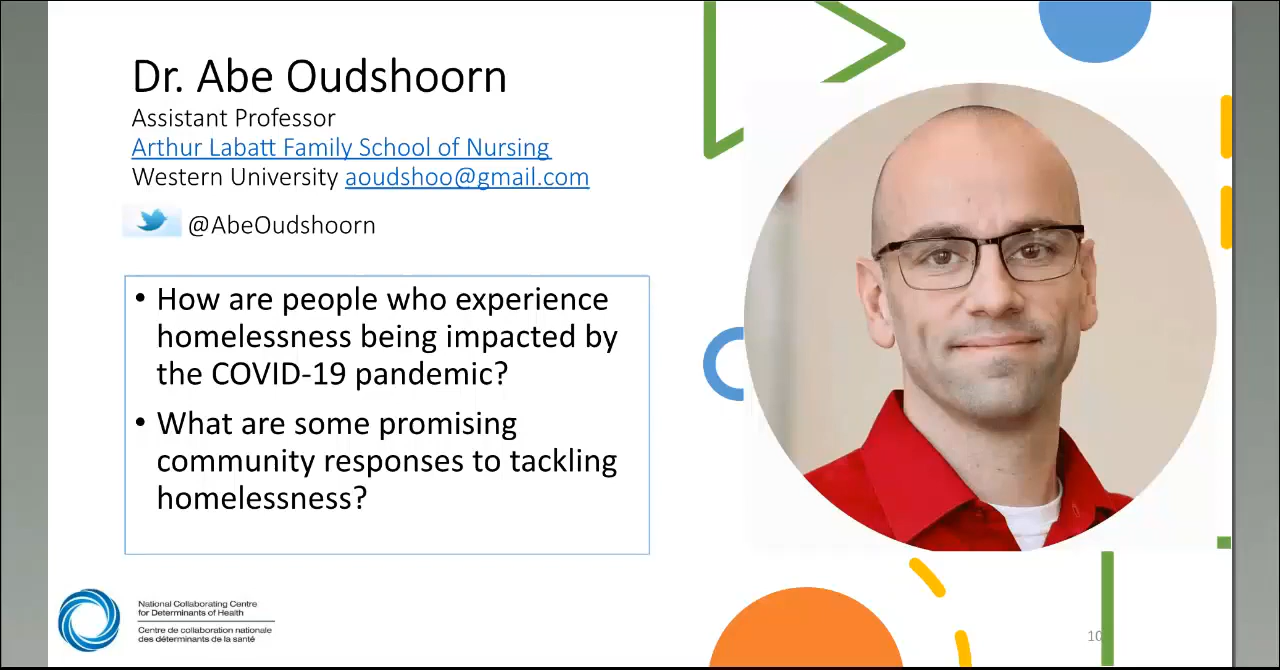 Dr. Abe Oudshoorn
Assistant Professor
Arthur Labatt Family School of Nursing
Western University aoudshoo@gmail.com
@AbeOudshoorn
• How are people who experience
homelessness being impacted by
the COVID-19 pandemic?
• What are some promising
community responses to tackling
homelessness?
National Collaborating Centre
for Determinants of Health
Centre de collaboration nationale
des déterminants de la santé
10